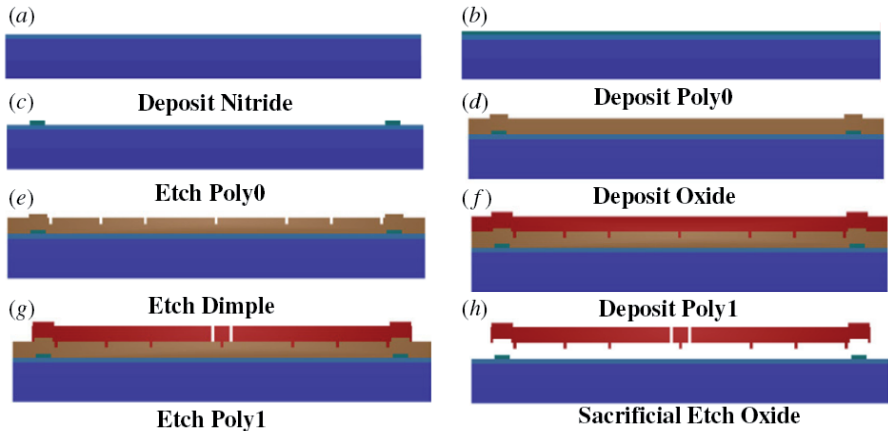 (a)
(b)
Deposit Nitride
Deposit Poly0
(c)
(d)
Etch Poly0
Deposit Oxide
(e)
(f)
Etch Dimple
Deposit Poly1
(g)
(h)
Etch Poly1
Sacrificial Etch Oxide